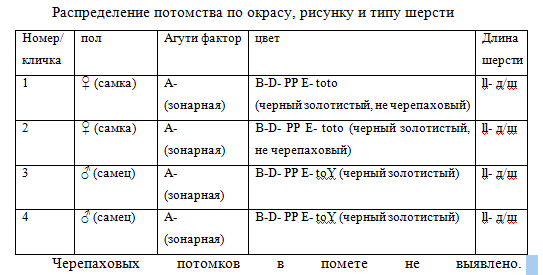 Распределение потомства по окрасу, рисунку и типу шерсти
Номер/ кличка | пол | Агути фактор | цвет | Длина шерсти
1 | ♀ (самка) | А- (зонарная) | B-D- PP E- toto (черный золотистый, не черепаховый) | ll- д/ш
2 | ♀ (самка) | А- (зонарная) | B-D- PP E- toto (черный золотистый, не черепаховый) | ll- д/ш
3 | ♂ (самец) | А- (зонарная) | B-D- PP E- toY (черный золотистый) | ll- д/ш
4 | ♂ (самец) | А- (зонарная) | B-D- PP E- toY (черный золотистый) | ll- д/ш
Черепаховых потомков в помете не выявлено.